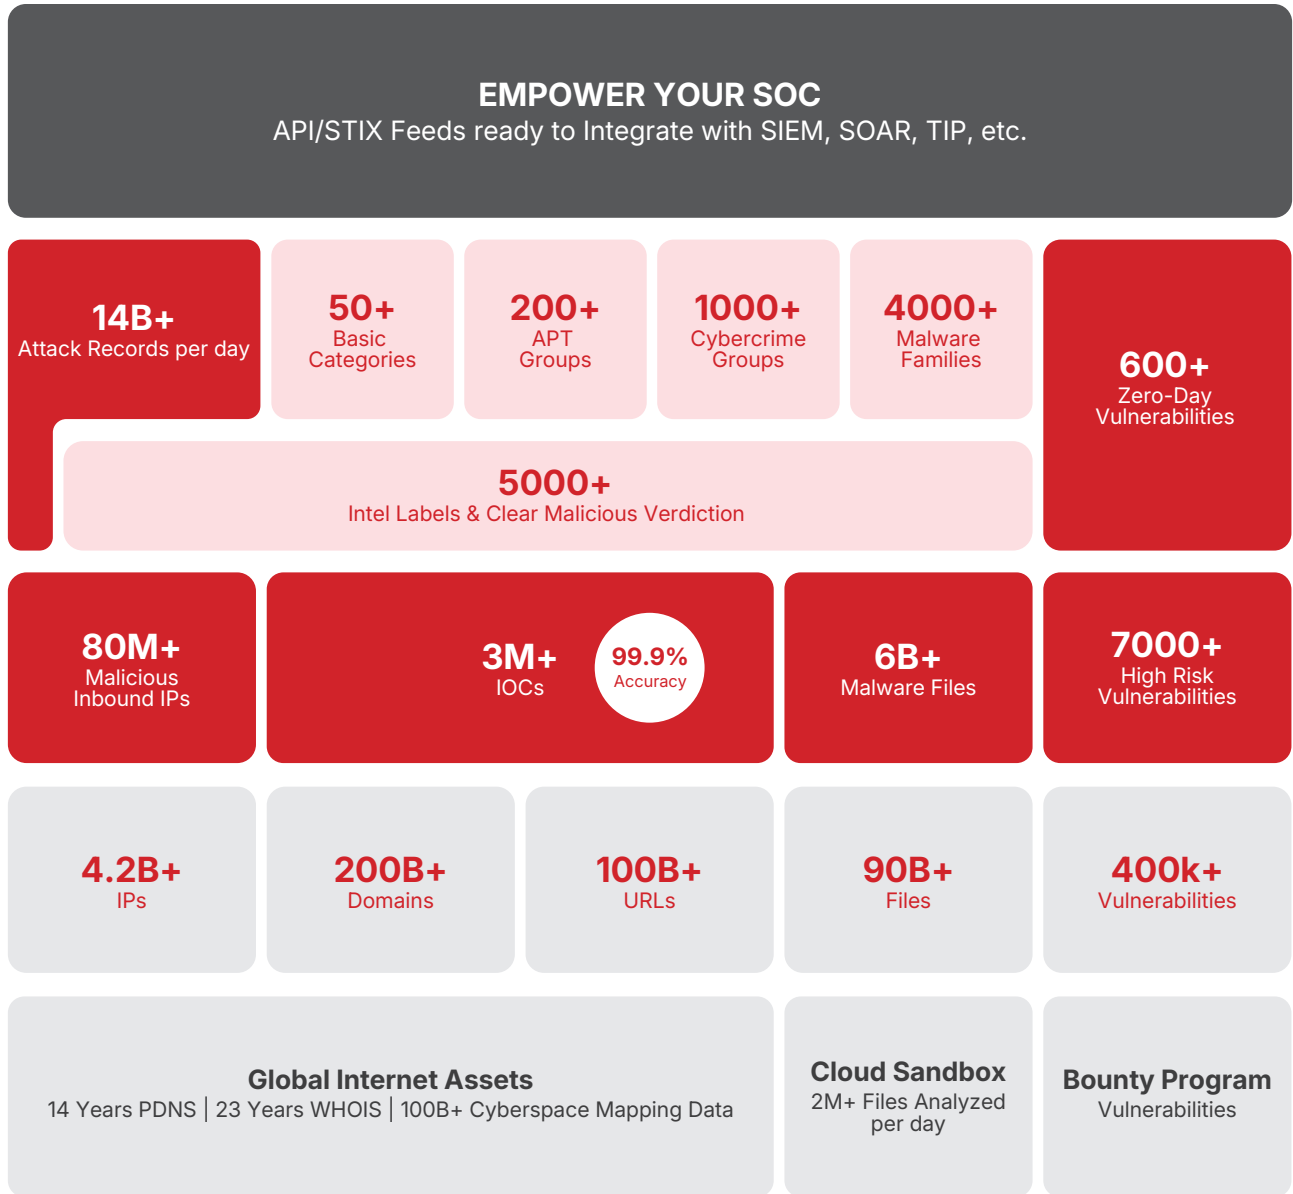 EMPOWER YOUR SOC
API/STIX Feeds ready to Integrate with SIEM, SOAR, TIP, etc.
14B+
Attack Records per day
50+
Basic
Categories
200+
APT
Groups
1000+
Cybercrime
Groups
4000+
Malware
Families
600+
Zero-Day
Vulnerabilities
5000+
Intel Labels & Clear Malicious Verdiction
80M+
Malicious
Inbound IPs
3M+
IOCs
99.9%
Accuracy
6B+
Malware Files
7000+
High Risk
Vulnerabilities
4.2B+
IPs
200B+
Domains
100B+
URLs
90B+
Files
400k+
Vulnerabilities
Global Internet Assets
14 Years PDNS | 23 Years WHOIS | 100B+ Cyberspace Mapping Data
Cloud Sandbox
2M+ Files Analyzed
per day
Bounty Program
Vulnerabilities